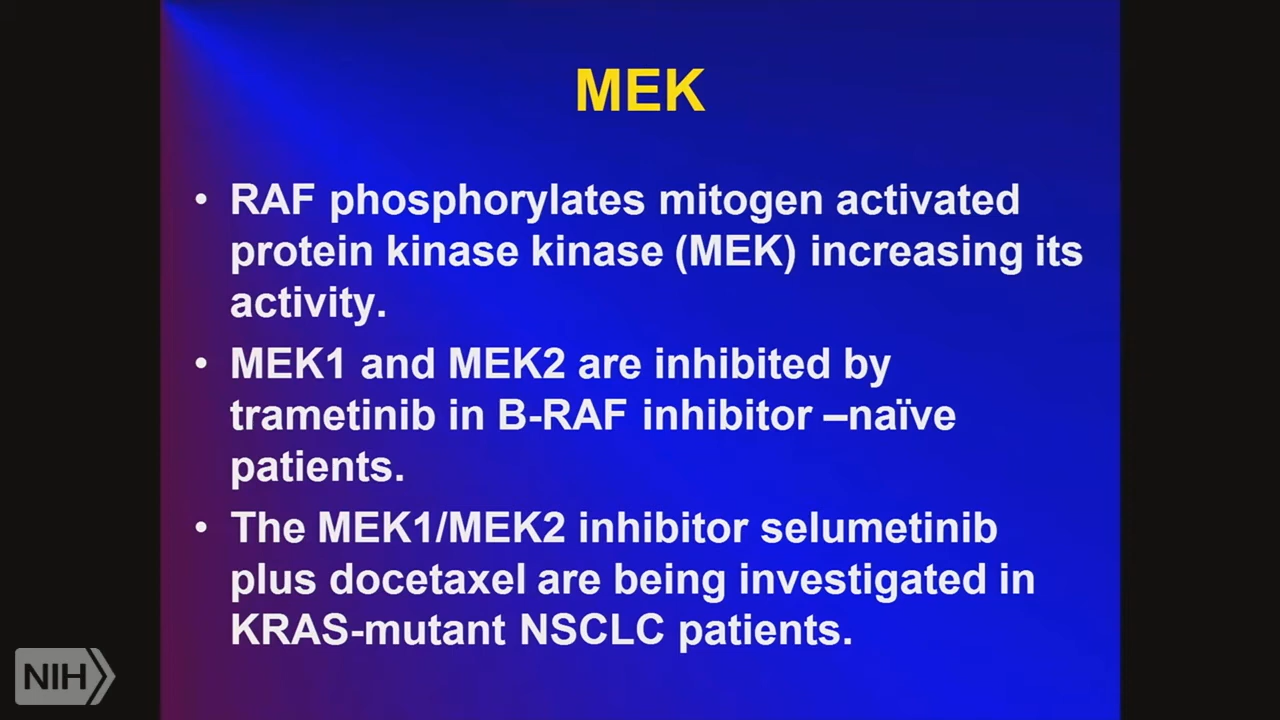 MEK
• RAF phosphorylates mitogen activated
protein kinase kinase (MEK) increasing its
activity.
• MEK1 and MEK2 are inhibited by
trametinib in B-RAF inhibitor –naïve
patients.
• The MEK1/MEK2 inhibitor selumetinib
plus docetaxel are being investigated in
KRAS-mutant NSCLC patients.
NIH